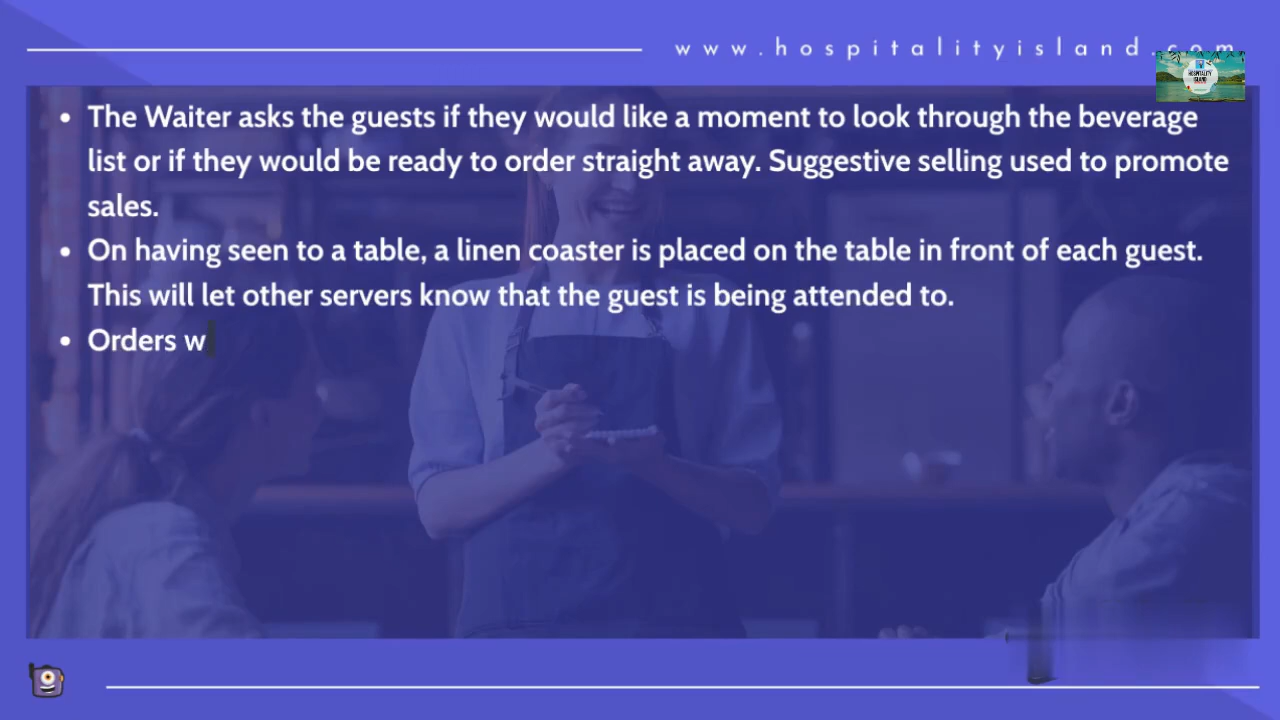 www.hospitalityisland.com
HOSPITALITY
ISLAND
• The Waiter asks the guests if they would like a moment to look through the beverage
list or if they would be ready to order straight away. Suggestive selling used to promote
sales.
• On having seen to a table, a linen coaster is placed on the table in front of each guest.
This will let other servers know that the guest is being attended to.
• Orders w